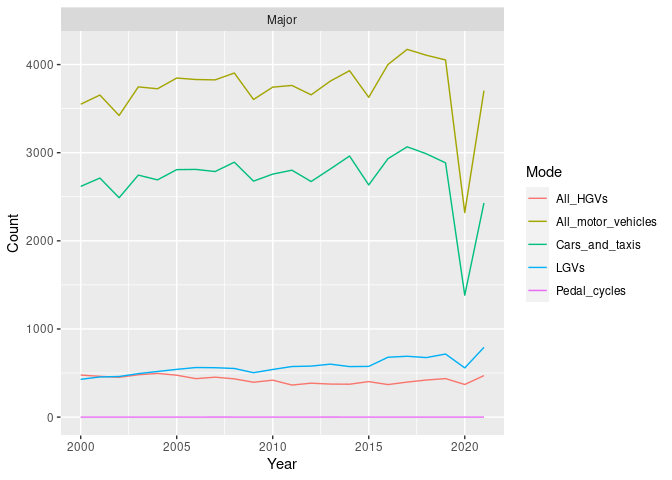 Major
4000
3000
2000
1000
0
Count
2000
2005
2010
2015
2020
Year
Mode
All_HGVs
All_motor_vehicles
Cars_and_taxis
LGVs
Pedal_cycles